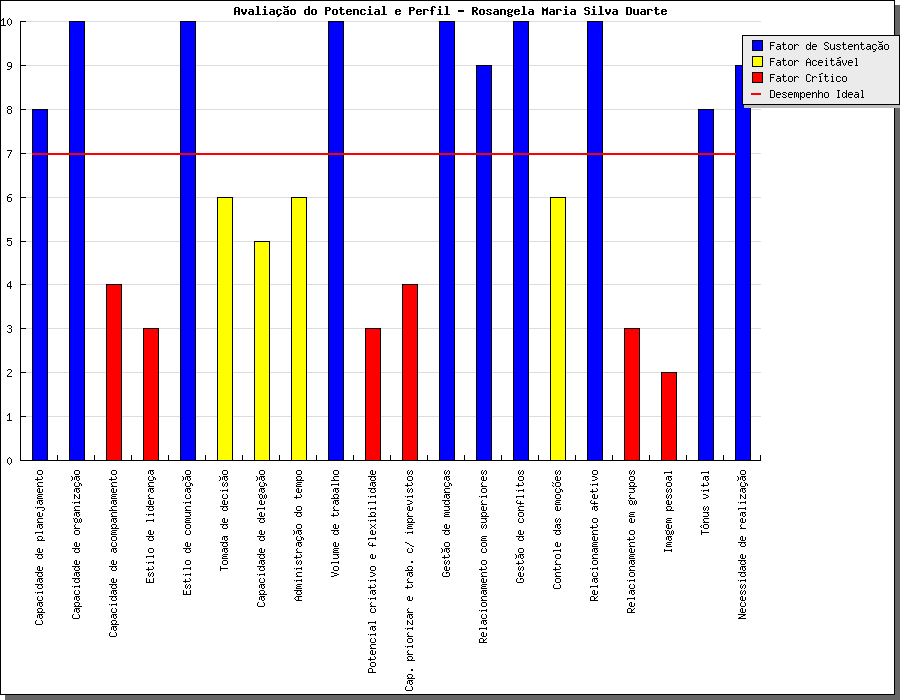 Avaliação do Potencial e Perfil - Rosangela Maria Silva Duarte
Fator de Sustentação
Fator Aceitável
Fator Crítico
Desempenho Ideal
10
9
8
7
6
5
4
3
2
1
0
Capacidade de planejamento
Capacidade de organização
Capacidade de acompanhamento
Estilo de liderança
Estilo de comunicação
Tomada de decisão
Capacidade de delegação
Administração do tempo
Volume de trabalho
Potencial criativo e flexibilidade
Cap. priorizar e trab. c/ imprevistos
Gestão de mudanças
Relacionamento com superiores
Gestão de conflitos
Controle das emoções
Relacionamento afetivo
Relacionamento em grupos
Imagem pessoal
Tônus vital
Necessidade de realização